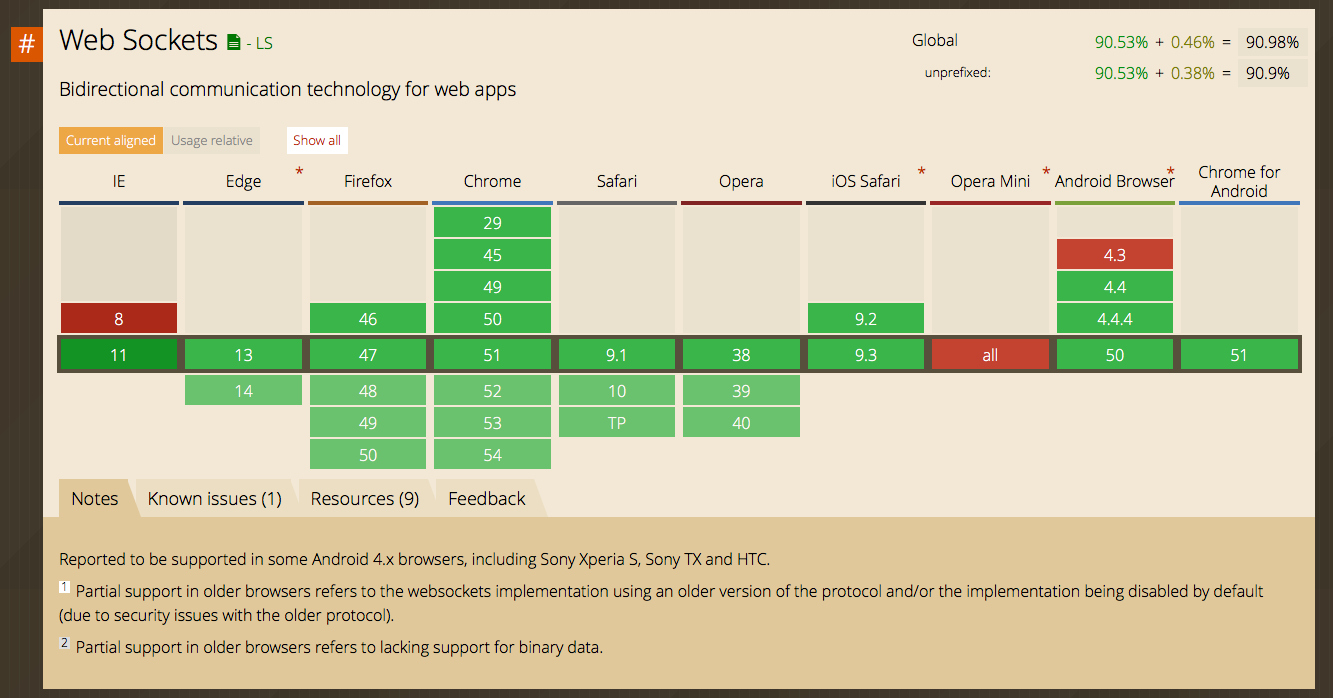 #
Web Sockets - LS
Global 90.53% + 0.46% = 90.98%
unprefixed: 90.53% + 0.38% = 90.9%
Bidirectional communication technology for web apps
Current aligned Usage relative Show all
IE Edge * Firefox Chrome Safari Opera iOS Safari * Opera Mini * Android Browser * Chrome for Android
29
45 4.3
49 4.4
8 46 50 9.2 4.4.4
11 13 47 51 9.1 38 9.3 all 50 51
14 48 52 10 39
49 53 TP 40
50 54
Notes Known issues (1) Resources (9) Feedback
Reported to be supported in some Android 4.x browsers, including Sony Xperia S, Sony TX and HTC.
1 Partial support in older browsers refers to the websockets implementation using an older version of the protocol and/or the implementation being disabled by default
(due to security issues with the older protocol).
2 Partial support in older browsers refers to lacking support for binary data.